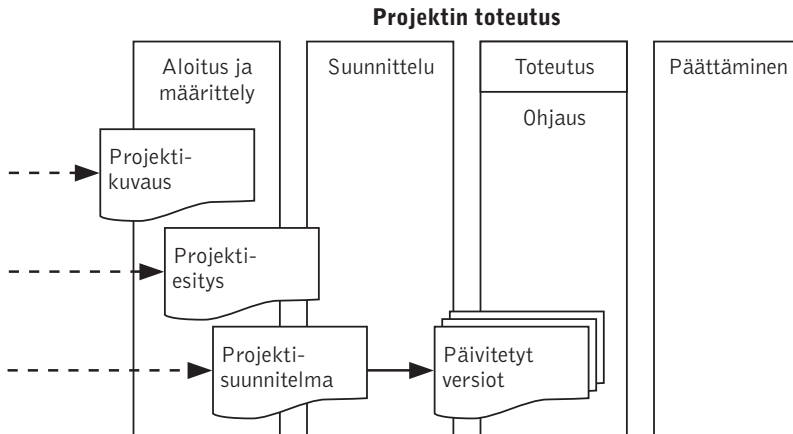 Projektin toteutus
Aloitus ja
määrittely
Suunnittelu
Toteutus
Ohjaus
Päättäminen
Projekti-
kuvaus
Projekti-
esitys
Projekti-
suunnitelma
Päivitetyt
versiot